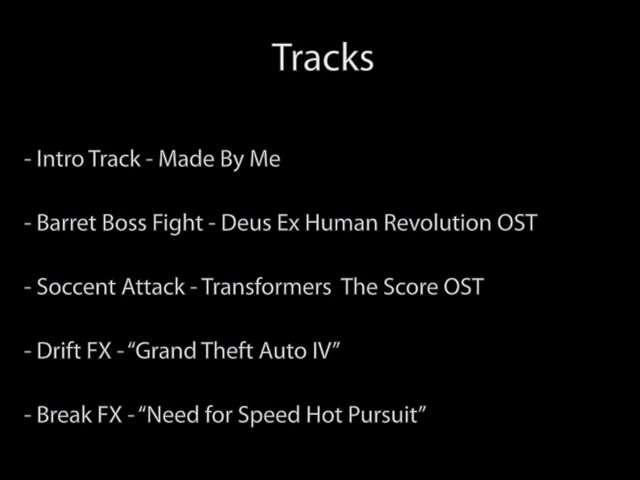 Tracks
- Intro Track - Made By Me
- Barret Boss Fight - Deus Ex Human Revolution OST
- Soccent Attack - Transformers  The Score OST
- Drift FX - “Grand Theft Auto IV”
- Break FX - “Need for Speed Hot Pursuit”